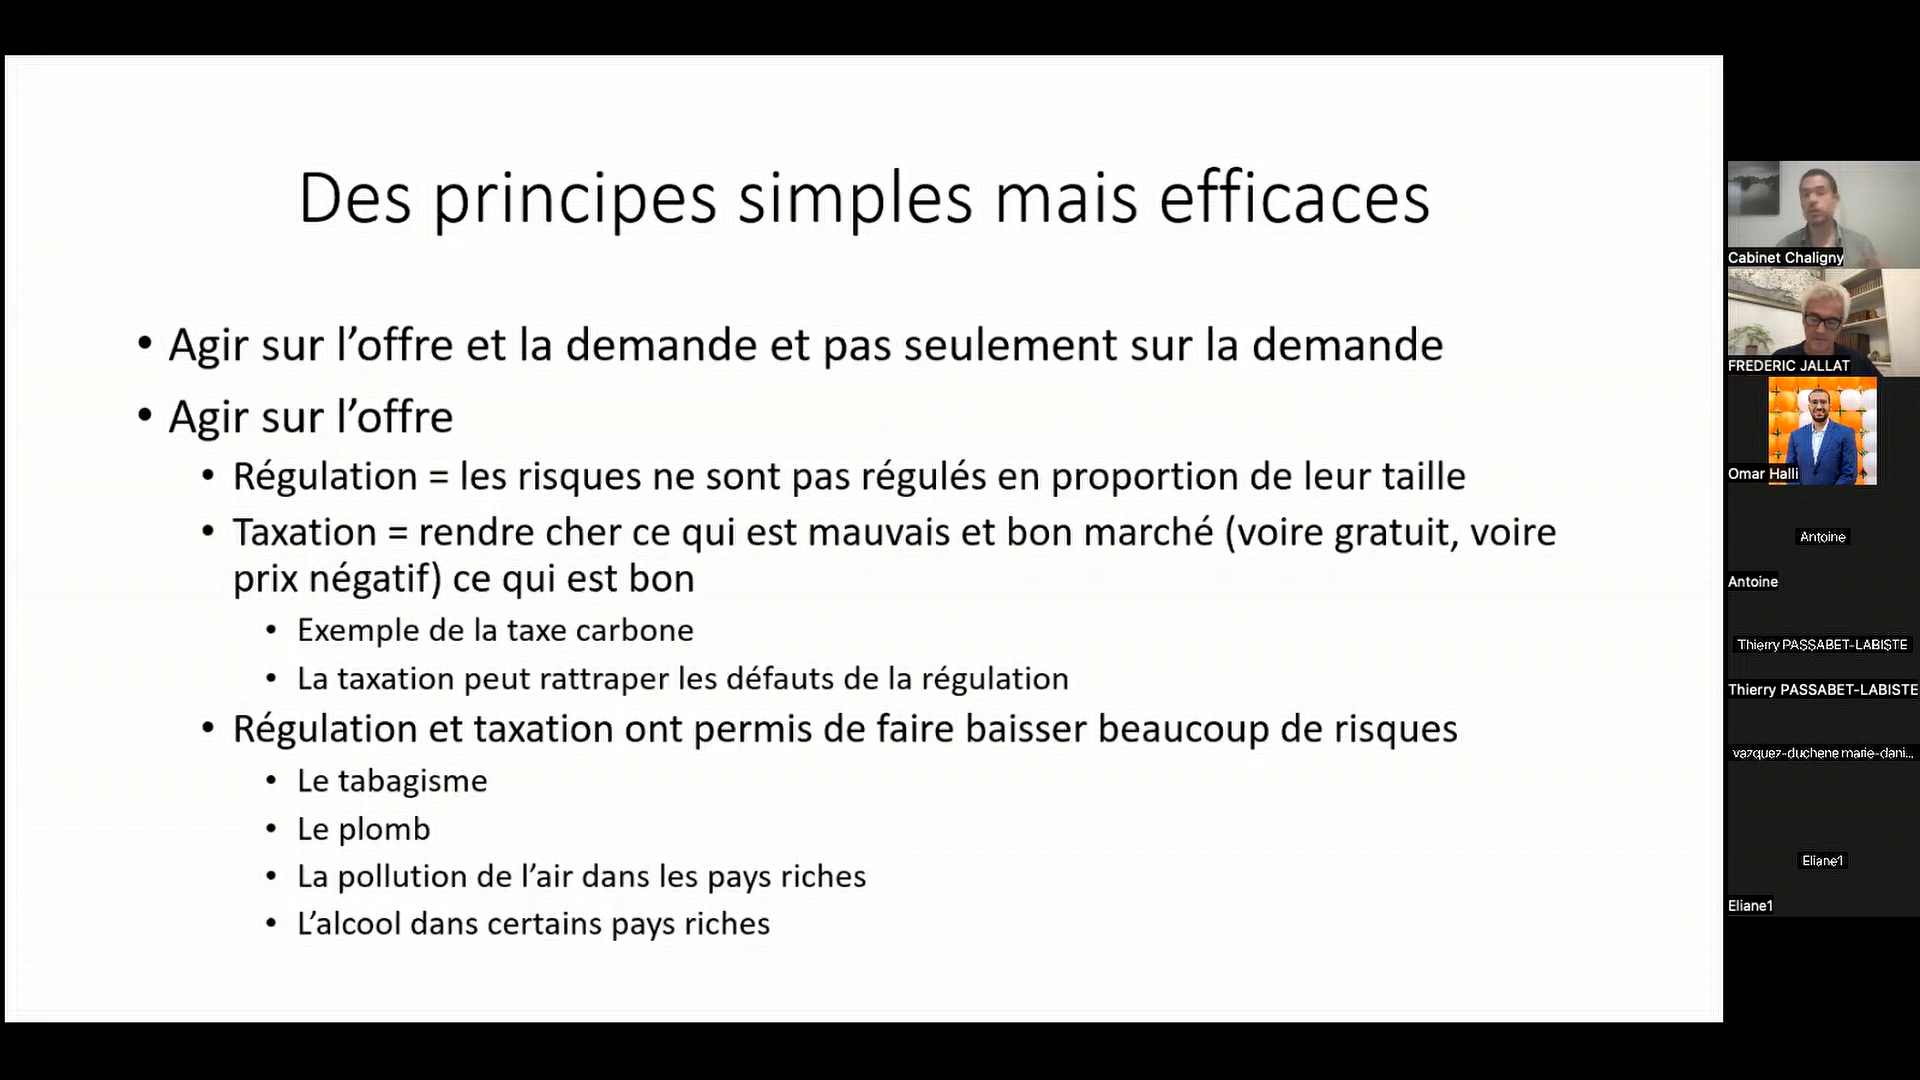 Des principes simples mais efficaces
• Agir sur l’offre et la demande et pas seulement sur la demande
• Agir sur l’offre
• Régulation = les risques ne sont pas régulés en proportion de leur taille
• Taxation = rendre cher ce qui est mauvais et bon marché (voire gratuit, voire
prix négatif) ce qui est bon
• Exemple de la taxe carbone
• La taxation peut rattraper les défauts de la régulation
• Régulation et taxation ont permis de faire baisser beaucoup de risques
• Le tabagisme
• Le plomb
• La pollution de l’air dans les pays riches
• L’alcool dans certains pays riches
Cabinet Chaligny
FREDERIC JALLAT
Omar Halli
Antoine
Antoine
Thierry PASSABET-LABISTE
Thierry PASSABET-LABISTE
vazquez-duchene marie-dani...
Eliane1
Eliane1